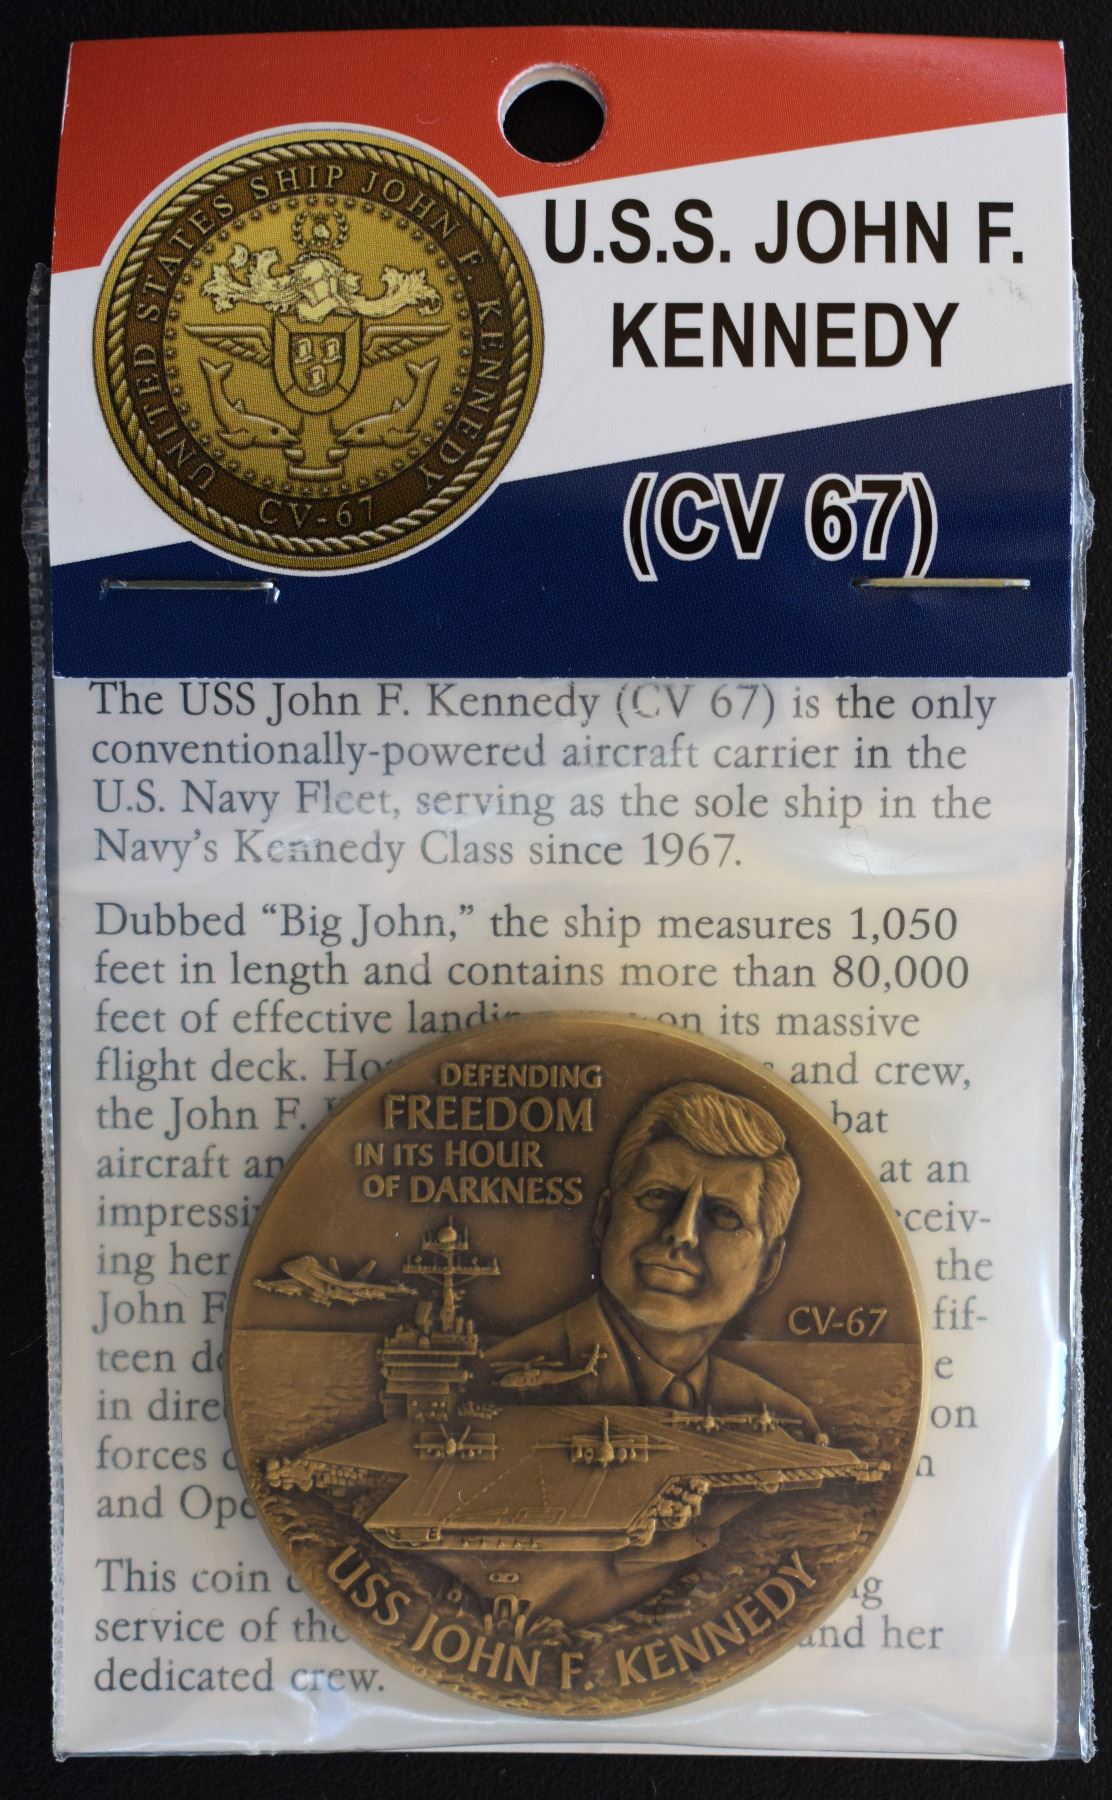 UNITED STATES SHIP JOHN F KENNEDY
CV-67
U.S.S. JOHN F.
KENNEDY
(CV 67)
The USS John F. Kennedy (CV 67) is the only
conventionally-powered aircraft carrier in the
U.S. Navy Fleet, serving as the sole ship in the
Navy's Kennedy Class since 1967.
Dubbed “Big John,” the ship measures 1,050
feet in length and contains more than 80,000
feet of effective on its massive
flight deck. and crew,
the John F.
aircraft at an
ing her the
John
teen
in on
forces
and
This coin
service of and her
dedicated crew.
DEFENDING
FREEDOM
IN ITS HOUR
OF DARKNESS
CV-67
USS JOHN F. KENNEDY